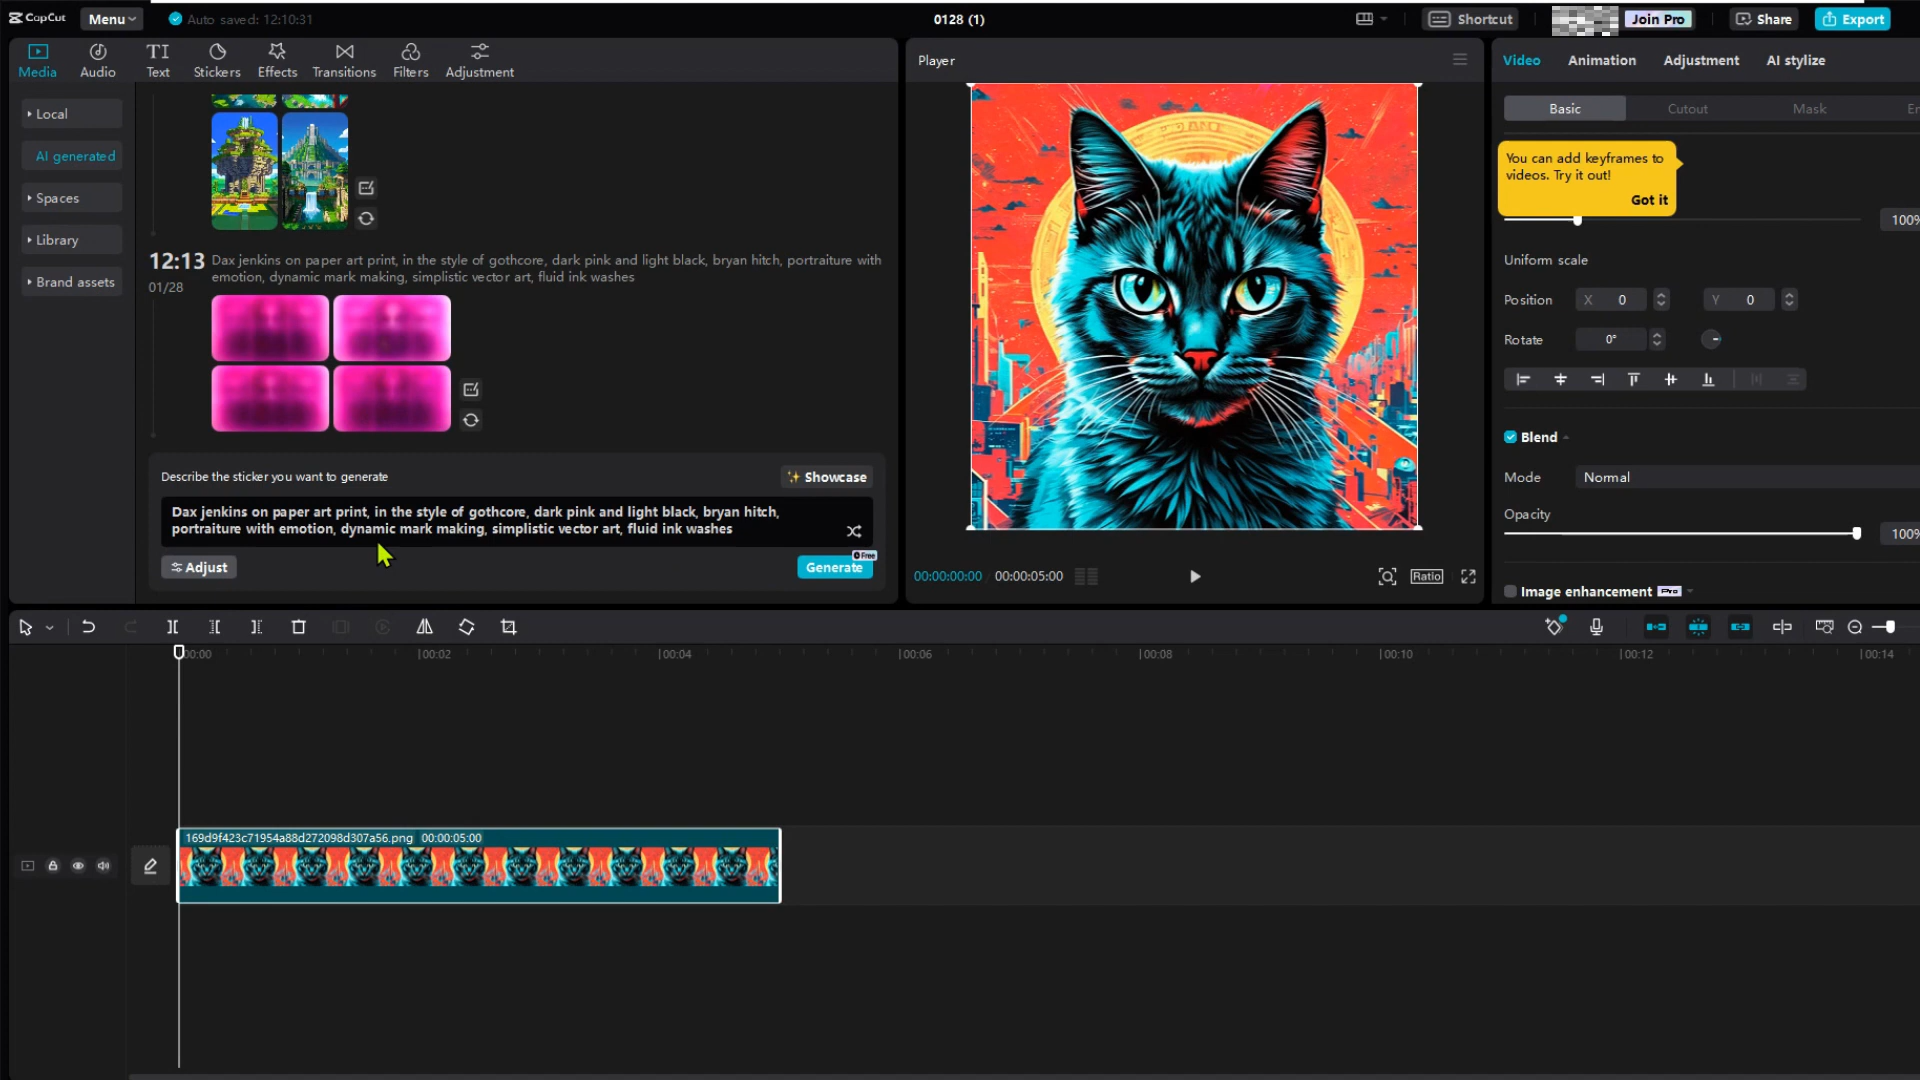 CapCut
Menu
Auto saved: 12:10:31
0128 (1)
Shortcut
Join Pro
Share
Export
Media
Audio
TI
Text
Stickers
Effects
Transitions
Filters
Adjustment
Local
AI generated
Spaces
Library
Brand assets
12:13
01/28
Dax jenkins on paper art print, in the style of gothcore, dark pink and light black, bryan hitch, portraiture with
emotion, dynamic mark making, simplistic vector art, fluid ink washes
Describe the sticker you want to generate
Showcase
Dax jenkins on paper art print, in the style of gothcore, dark pink and light black, bryan hitch,
portraiture with emotion, dynamic mark making, simplistic vector art, fluid ink washes
Adjust
Free
Generate
Player
00:00:00:00
00:00:05:00
Ratio
Video
Animation
Adjustment
AI stylize
Basic
Cutout
Mask
En
You can add keyframes to
videos. Try it out!
Got it
100%
Uniform scale
Position
X 0
Y 0
Rotate
0°
Blend
Mode
Normal
Opacity
100%
Image enhancement
Pro
00:00
00:02
00:04
00:06
00:08
00:10
00:12
00:14
169d9f423c71954a88d272098d307a56.png 00:00:05:00